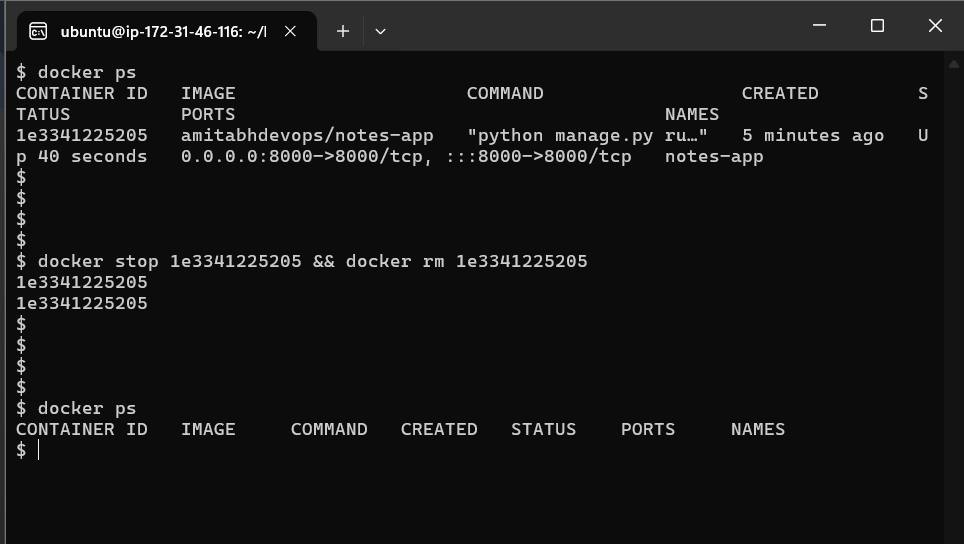 ubuntu@ip-172-31-46-116: ~/
$ docker ps
CONTAINER ID   IMAGE                     COMMAND                  CREATED         S
TATUS          PORTS                                       NAMES
1e3341225205   amitabhdevops/notes-app   "python manage.py ru…"   5 minutes ago   U
p 40 seconds   0.0.0.0:8000->8000/tcp, :::8000->8000/tcp   notes-app
$
$
$
$
$ docker stop 1e3341225205 && docker rm 1e3341225205
1e3341225205
1e3341225205
$
$
$
$
$ docker ps
CONTAINER ID   IMAGE     COMMAND   CREATED   STATUS    PORTS     NAMES
$